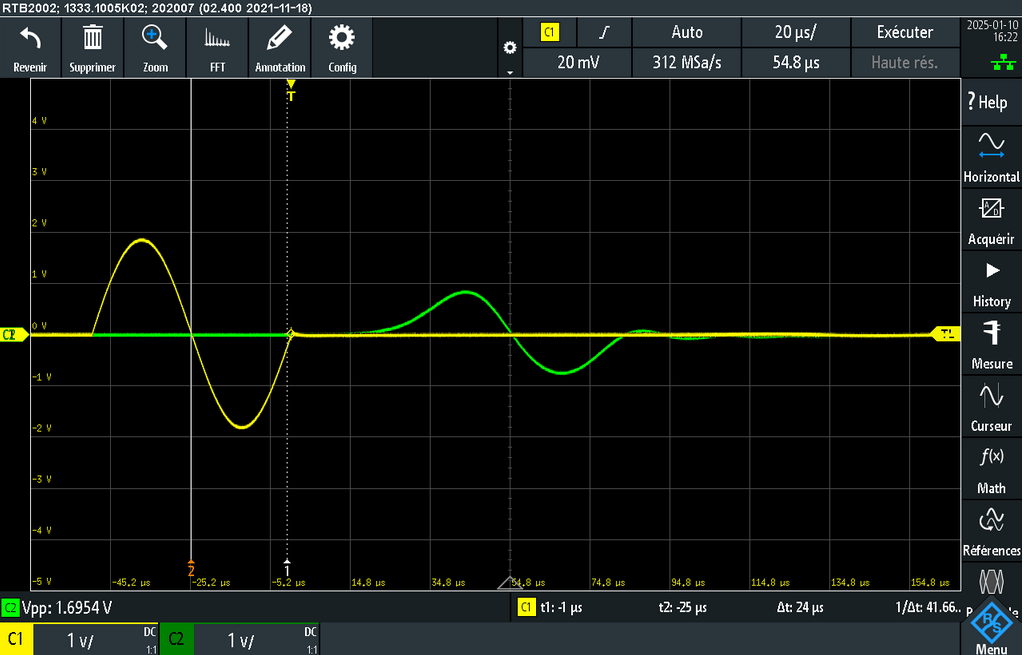 RTB2002; 1333.1005K02; 202007 (02.400 2021-11-18)
Revenir
Supprimer
Zoom
FFT
Annotation
Config
C1
Auto
20 µs/
Exécuter
20 mV
312 MSa/s
54.8 µs
Haute rés.
2025-01-10
16:22
? Help
Horizontal
Acquérir
History
Mesure
Curseur
f(x)
Math
Références
Menu
T
4 V
3 V
2 V
1 V
0 V
-1 V
-2 V
-3 V
-4 V
-5 V
2
1
-45.2 µs
-25.2 µs
-5.2 µs
14.8 µs
34.8 µs
54.8 µs
74.8 µs
94.8 µs
114.8 µs
134.8 µs
154.8 µs
C2 Vpp: 1.6954 V
C1 t1: -1 µs
t2: -25 µs
Δt: 24 µs
1/Δt: 41.66..
C1
1 V/
DC
1:1
C2
1 V/
DC
1:1